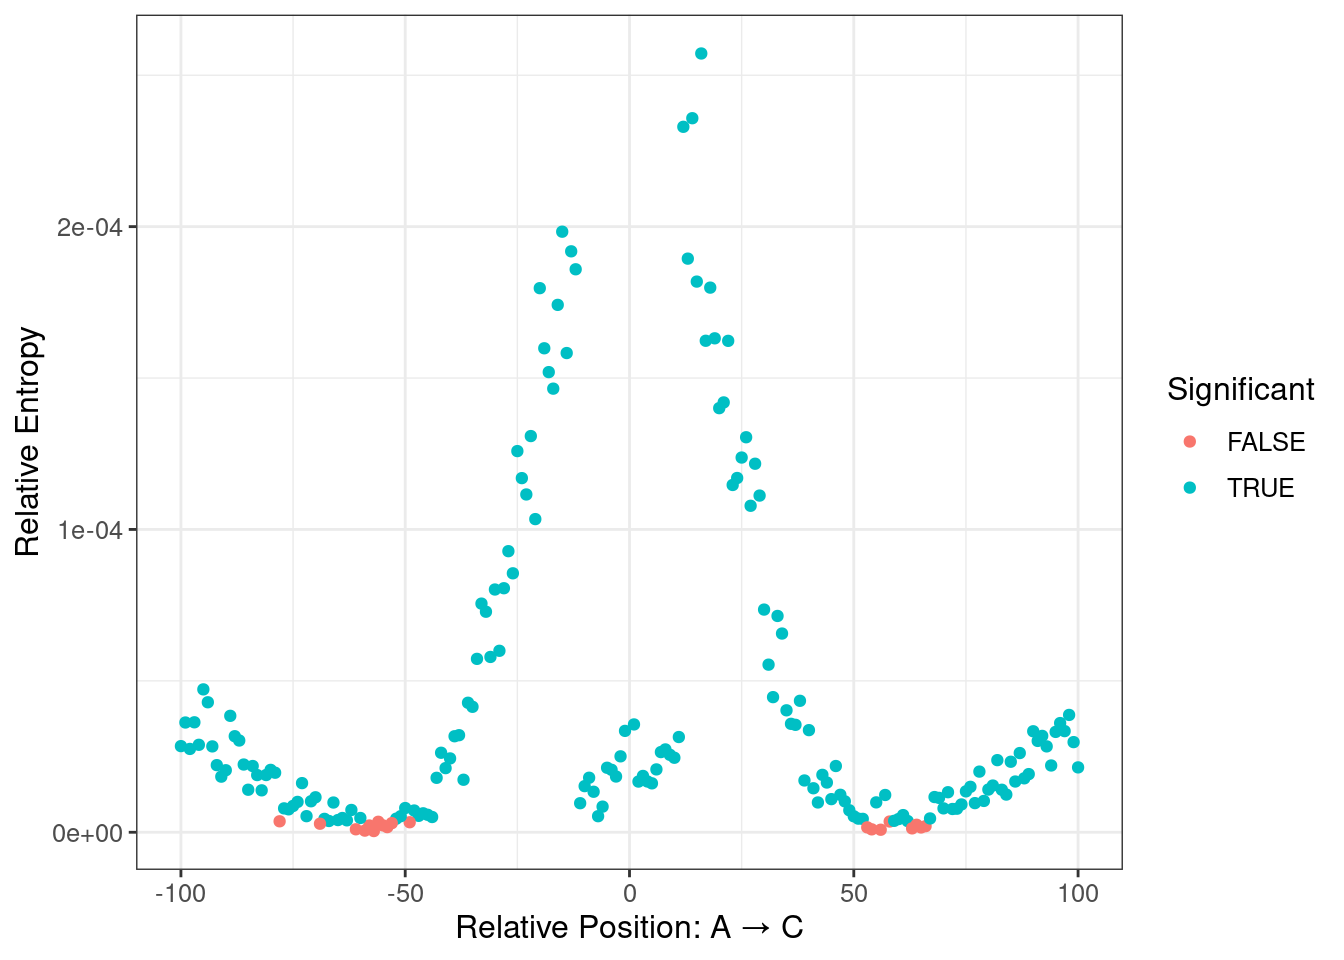 2e-04
1e-04
0e+00
Relative Entropy
-100
-50
0
50
100
Relative Position: A → C
Significant
FALSE
TRUE